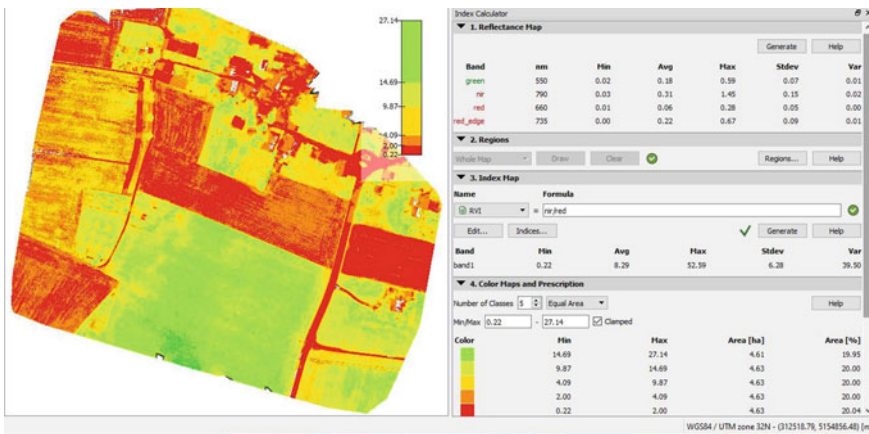 27.14
14.69
9.87
4.09
2.00
0.22
Index Calculator
1. Reflectance Map
Generate Help
Band nm Min Avg Max Stdev Var
green 550 0.02 0.18 0.59 0.07 0.01
nir 790 0.03 0.31 1.45 0.15 0.02
red 660 0.01 0.06 0.28 0.05 0.00
red_edge 735 0.00 0.22 0.67 0.09 0.01
2. Regions
Whole Map Draw Clear Regions... Help
3. Index Map
Name Formula
RVI = nir/red
Edit... Indices... Generate Help
Band Min Avg Max Stdev Var
band1 0.22 8.29 52.59 6.28 39.50
4. Color Maps and Prescription
Number of Classes 5 Equal Area Help
Min/Max 0.22 - 27.14 Clamped
Color Min Max Area [ha] Area [%]
14.69 27.14 4.61 19.95
9.87 14.69 4.63 20.00
4.09 9.87 4.63 20.00
2.00 4.09 4.63 20.00
0.22 2.00 4.63 20.04
WGS84 / UTM zone 32N - (312518.79, 5154856.48) [m